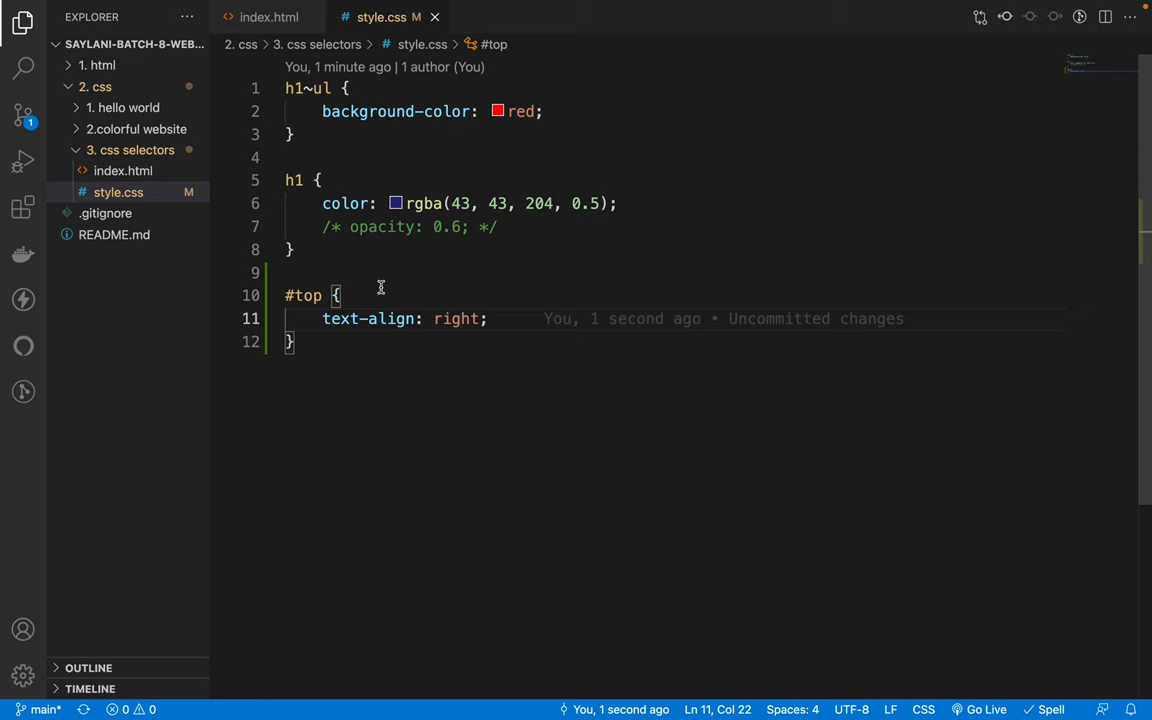 EXPLORER
index.html
style.css M
SAYLANI-BATCH-8-WEB...
1. html
2. css
1. hello world
2.colorful website
3. css selectors
index.html
style.css M
.gitignore
README.md
OUTLINE
TIMELINE
2. css > 3. css selectors > # style.css > #top
You, 1 minute ago | 1 author (You)
1 h1~ul {
2 background-color: red;
3 }
4
5 h1 {
6 color: rgba(43, 43, 204, 0.5);
7 /* opacity: 0.6; */
8 }
9
10 #top {
11 text-align: right; You, 1 second ago • Uncommitted changes
12 }
1
main* 0 0 You, 1 second ago Ln 11, Col 22 Spaces: 4 UTF-8 LF CSS Go Live Spell